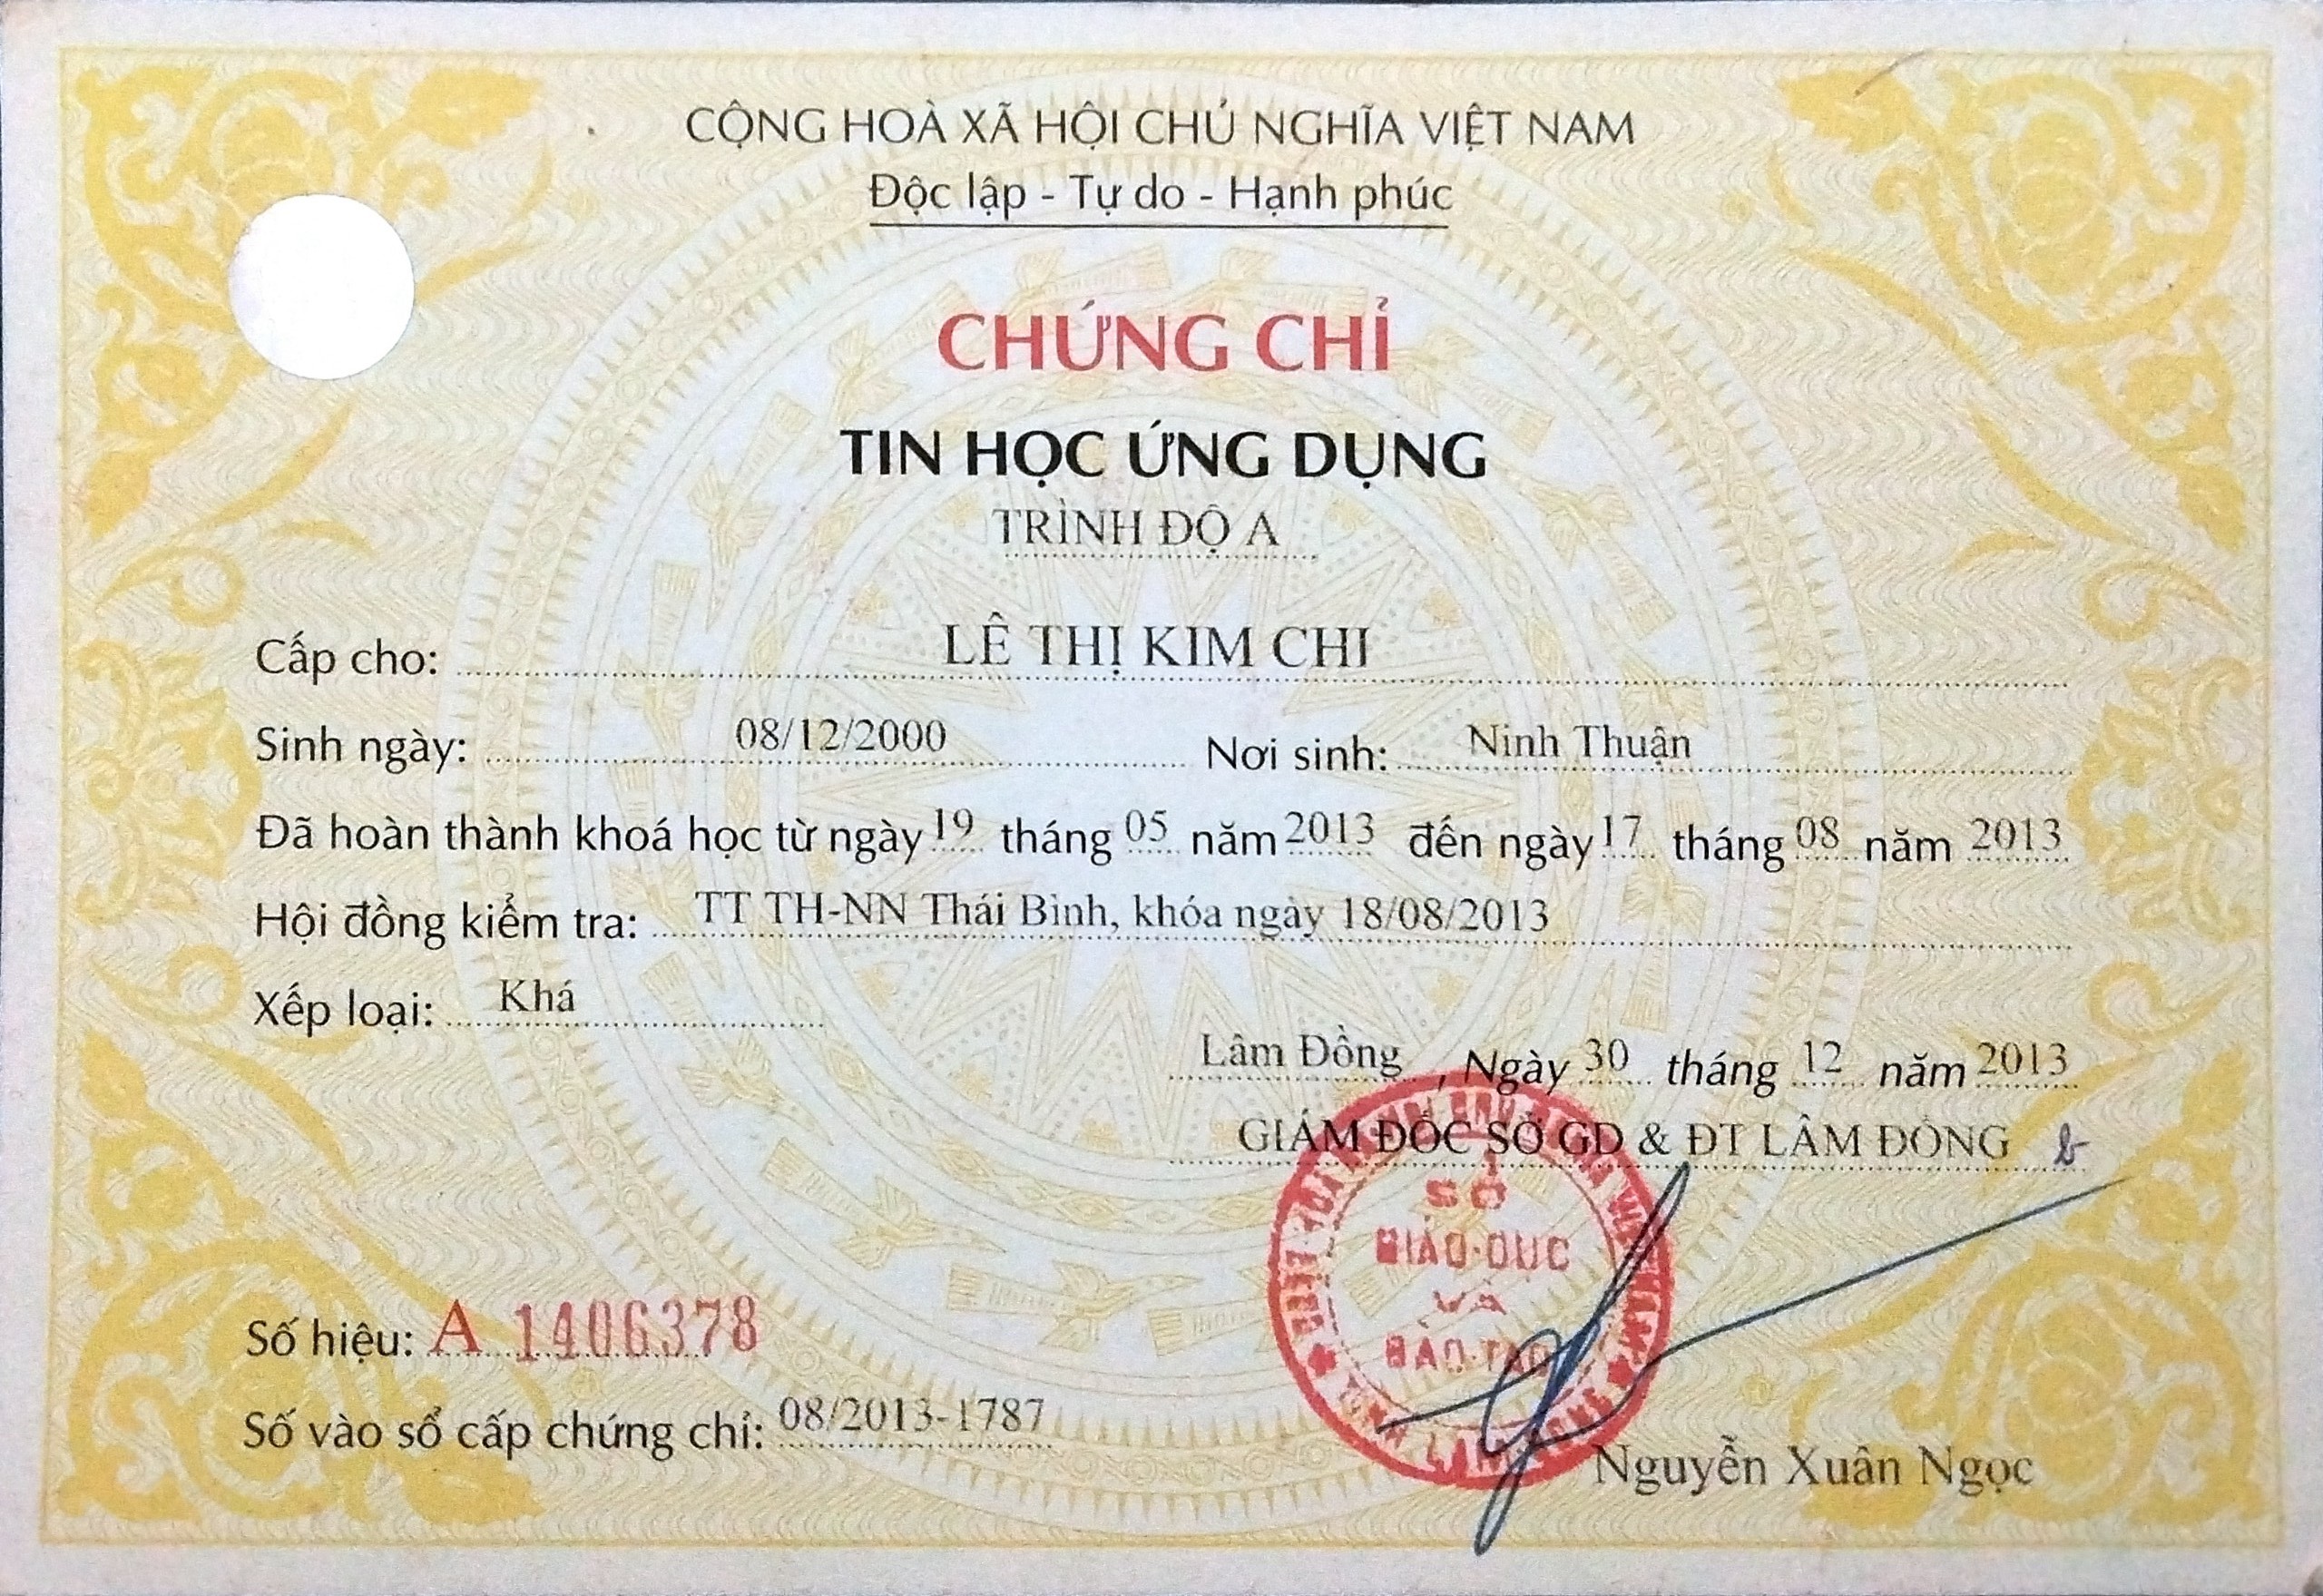 CỘNG HOÀ XÃ HỘI CHỦ NGHĨA VIỆT NAM
Độc lập - Tự do - Hạnh phúc
CHỨNG CHỈ
TIN HỌC ỨNG DỤNG
TRÌNH ĐỘ A
Cấp cho: LÊ THỊ KIM CHI
Sinh ngày: 08/12/2000 Nơi sinh: Ninh Thuận
Đã hoàn thành khoá học từ ngày 19 tháng 05 năm 2013 đến ngày 17 tháng 08 năm 2013
Hội đồng kiểm tra: TT TH-NN Thái Bình, khóa ngày 18/08/2013
Xếp loại: Khá
Lâm Đồng, Ngày 30 tháng 12 năm 2013
GIÁM ĐỐC SỞ GD & ĐT LÂM ĐỒNG
SỞ
GIÁO DỤC
VÀ
ĐÀO TẠO
Số hiệu: A 1406378
Số vào sổ cấp chứng chỉ: 08/2013-1787
Nguyễn Xuân Ngọc